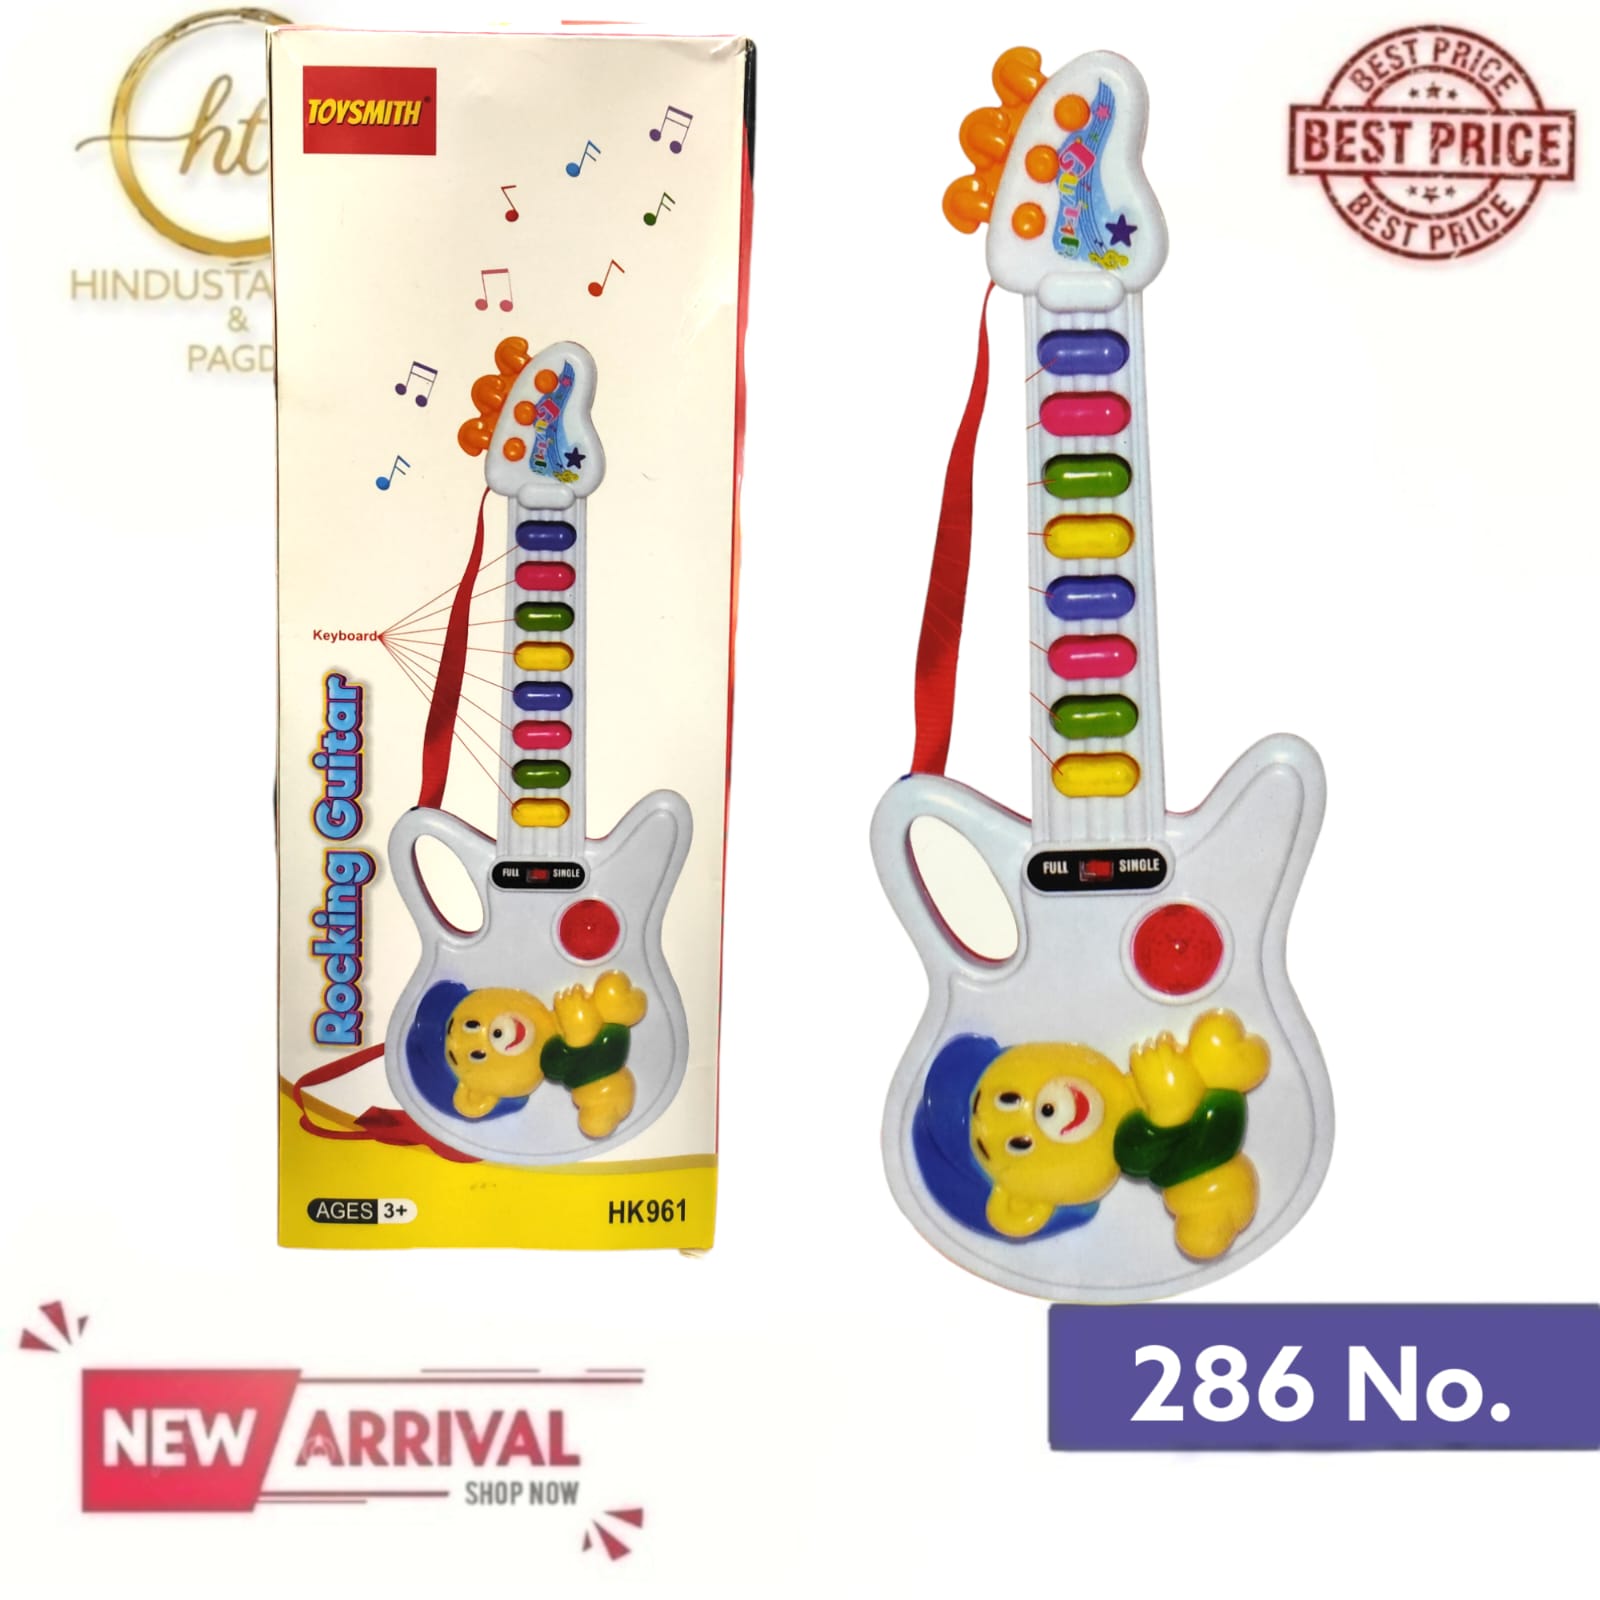 ht
HINDUSTA
&
PAGD
TOYSMITH®
Keyboard
Rocking Guitar
FULL SINGLE
AGES 3+
HK961
BEST PRICE
BEST PRICE
BEST PRICE
FULL SINGLE
NEW ARRIVAL
SHOP NOW
286 No.